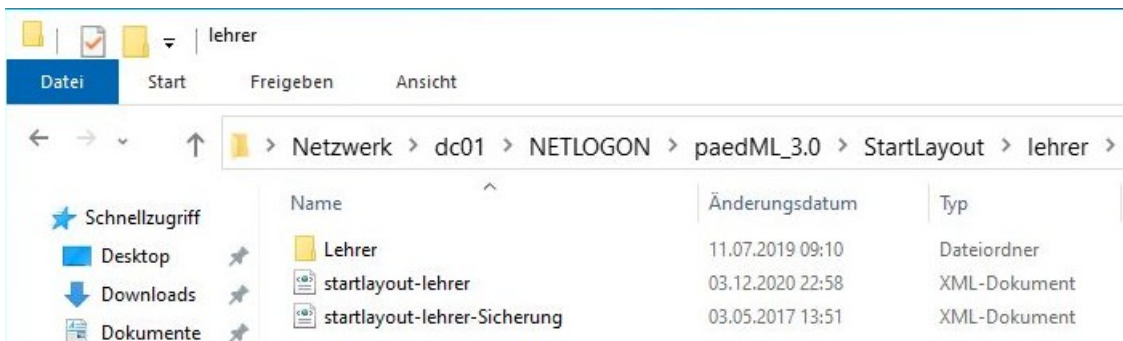 lehrer
Datei Start Freigeben Ansicht
Netzwerk > dc01 > NETLOGON > paedML_3.0 > StartLayout > lehrer >
Schnellzugriff
Desktop
Downloads
Dokumente
Name Änderungsdatum Typ
Lehrer 11.07.2019 09:10 Dateiordner
startlayout-lehrer 03.12.2020 22:58 XML-Dokument
startlayout-lehrer-Sicherung 03.05.2017 13:51 XML-Dokument